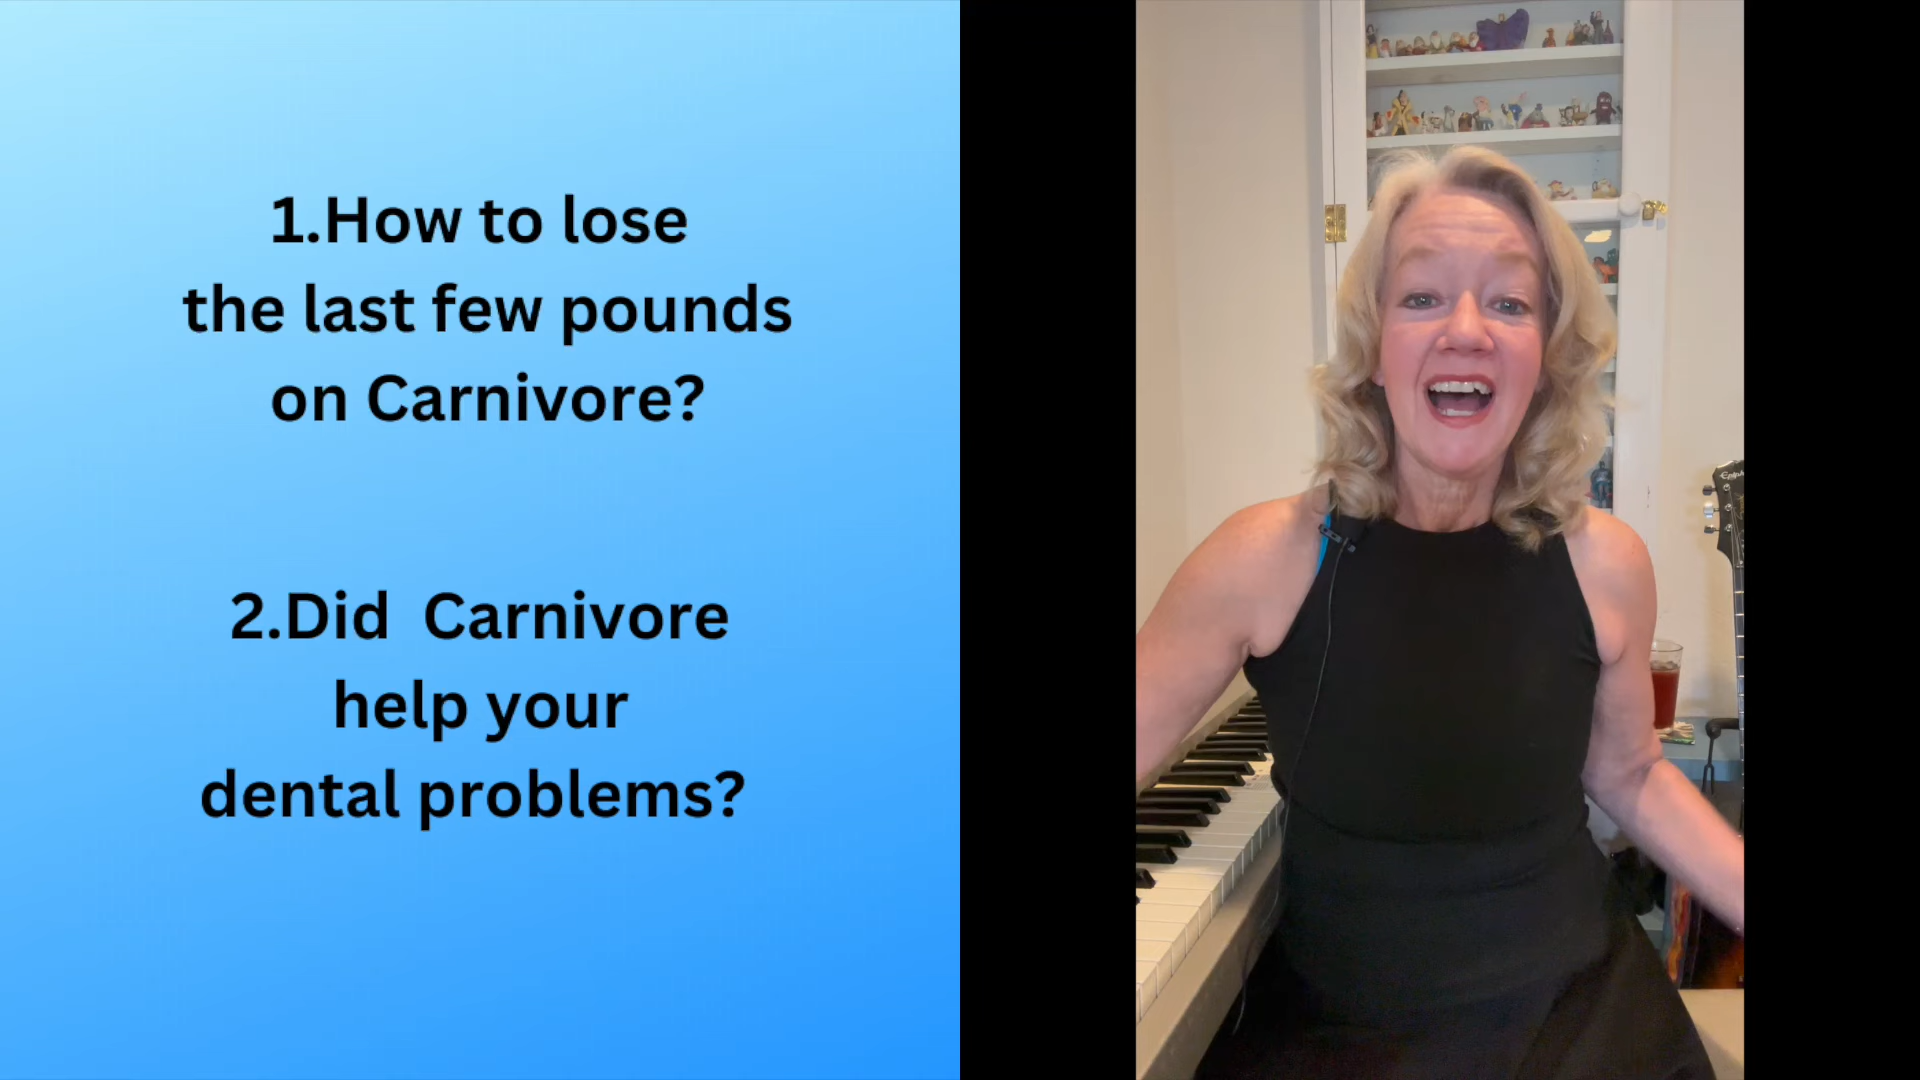 1.How to lose
the last few pounds
on Carnivore?
2.Did Carnivore
help your
dental problems?